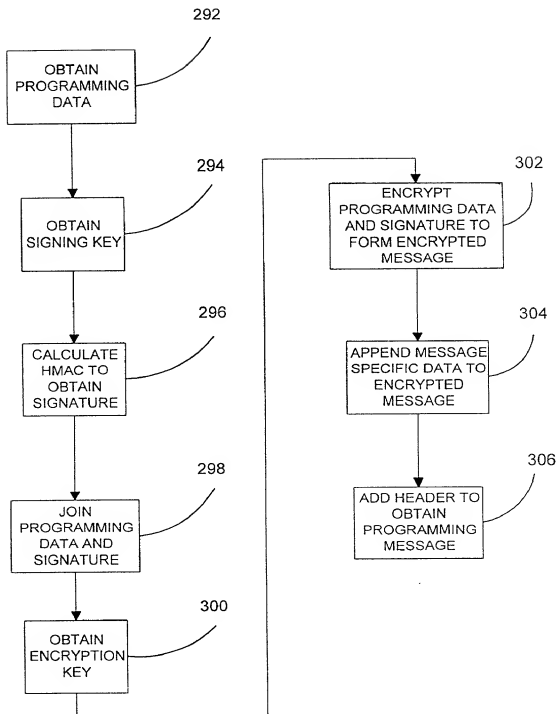 292
OBTAIN
PROGRAMMING
DATA
294
OBTAIN
SIGNING KEY
296
CALCULATE
HMAC TO
OBTAIN
SIGNATURE
298
JOIN
PROGRAMMING
DATA AND
SIGNATURE
300
OBTAIN
ENCRYPTION
KEY
302
ENCRYPT
PROGRAMMING DATA
AND SIGNATURE TO
FORM ENCRYPTED
MESSAGE
304
APPEND MESSAGE
SPECIFIC DATA TO
ENCRYPTED
MESSAGE
306
ADD HEADER TO
OBTAIN
PROGRAMMING
MESSAGE